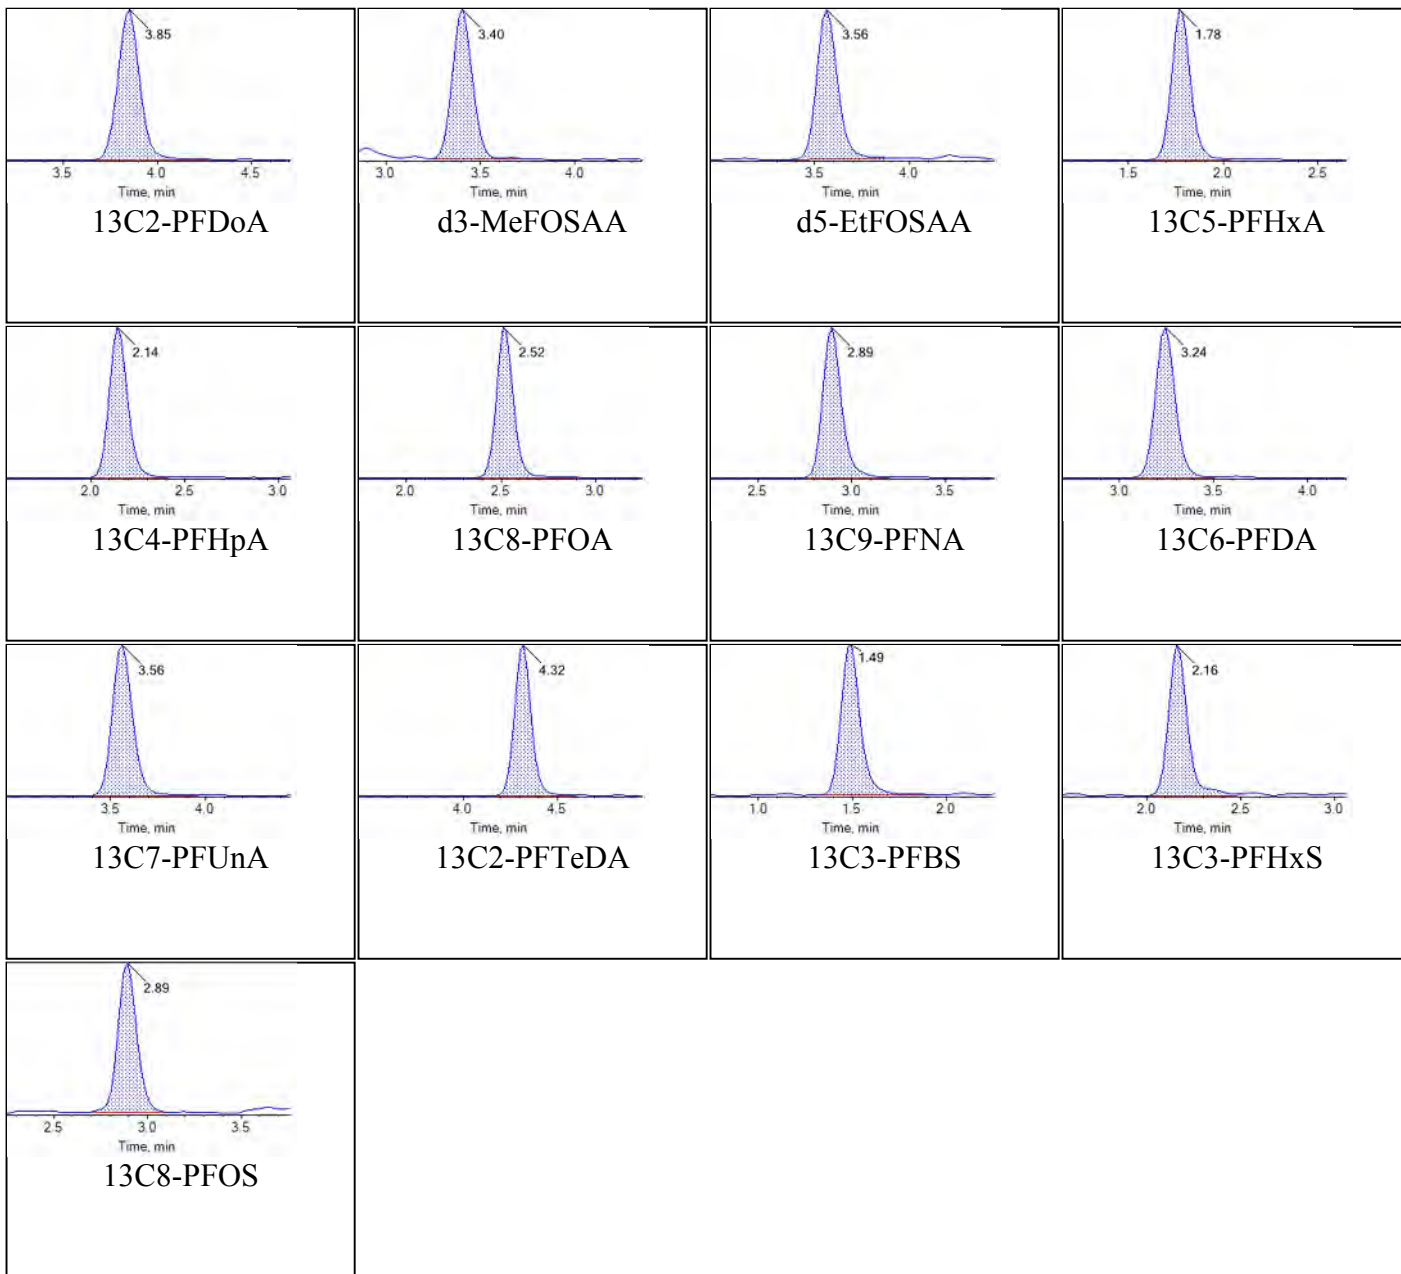 3.85
3.5 4.0 4.5
Time, min
13C2-PFDoA
3.40
3.0 3.5 4.0
Time, min
d3-MeFOSAA
3.56
3.5 4.0
Time, min
d5-EtFOSAA
1.78
1.5 2.0 2.5
Time, min
13C5-PFHxA
2.14
2.0 2.5 3.0
Time, min
13C4-PFHpA
2.52
2.0 2.5 3.0
Time, min
13C8-PFOA
2.89
2.5 3.0 3.5
Time, min
13C9-PFNA
3.24
3.0 3.5 4.0
Time, min
13C6-PFDA
3.56
3.5 4.0
Time, min
13C7-PFUnA
4.32
4.0 4.5
Time, min
13C2-PFTeDA
1.49
1.0 1.5 2.0
Time, min
13C3-PFBS
2.16
2.0 2.5 3.0
Time, min
13C3-PFHxS
2.89
2.5 3.0 3.5
Time, min
13C8-PFOS